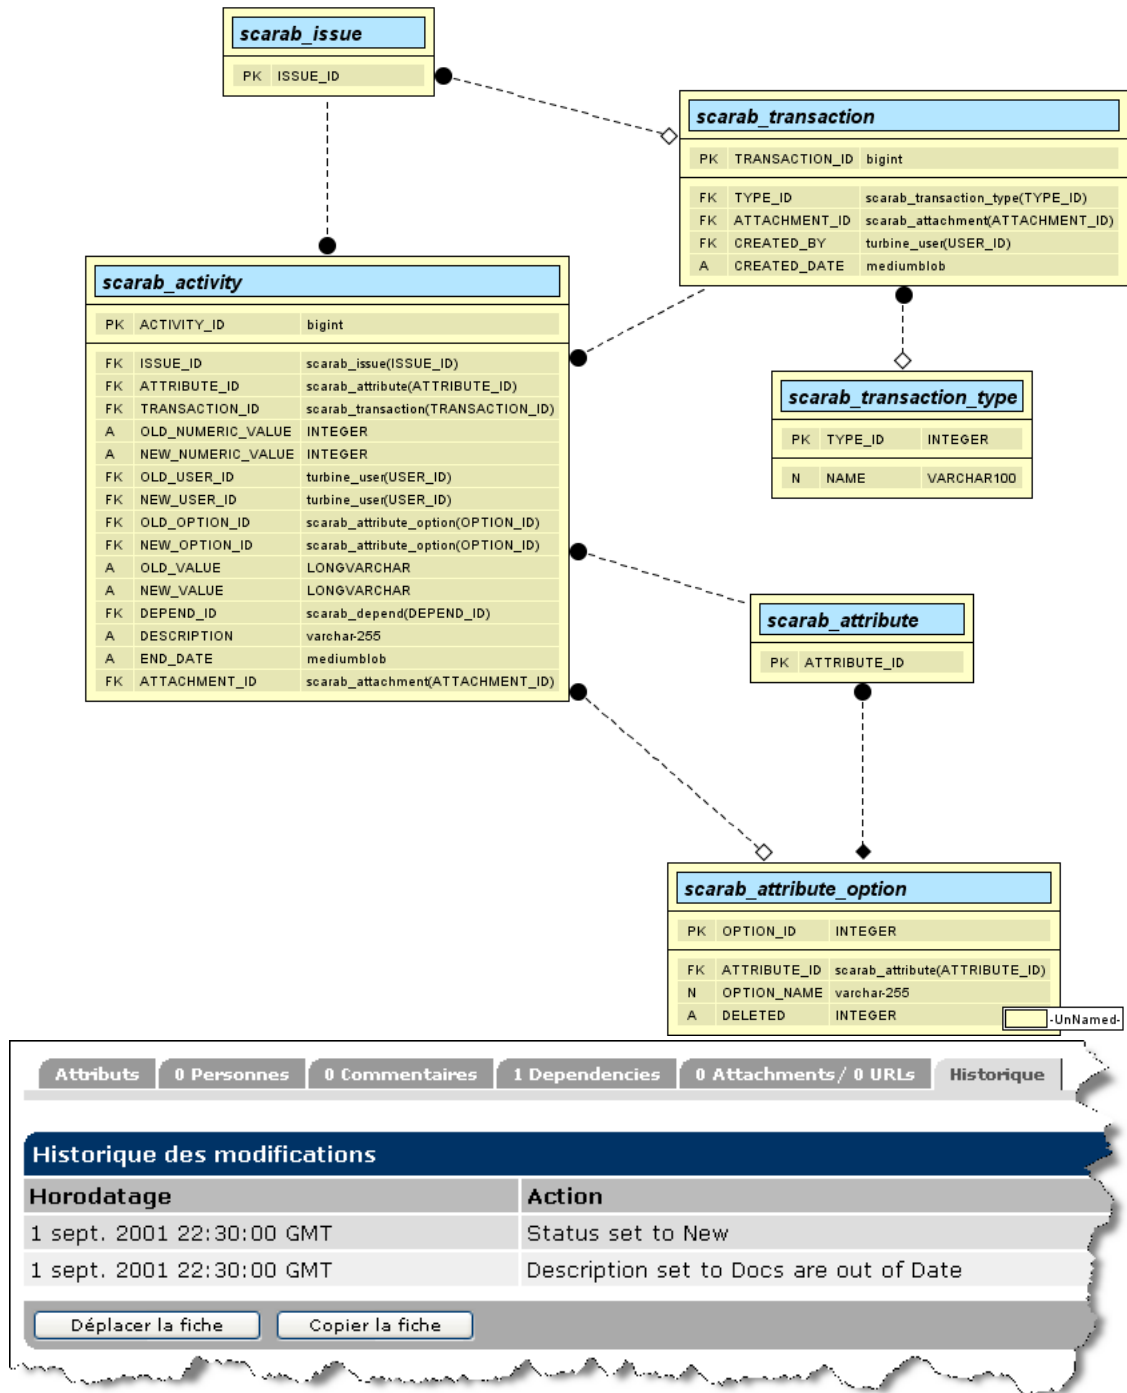 scarab_issue
PK ISSUE_ID
scarab_transaction
PK TRANSACTION_ID bigint
FK TYPE_ID scarab_transaction_type(TYPE_ID)
FK ATTACHMENT_ID scarab_attachment(ATTACHMENT_ID)
FK CREATED_BY turbine_user(USER_ID)
A CREATED_DATE mediumblob
scarab_activity
PK ACTIVITY_ID bigint
FK ISSUE_ID scarab_issue(ISSUE_ID)
FK ATTRIBUTE_ID scarab_attribute(ATTRIBUTE_ID)
FK TRANSACTION_ID scarab_transaction(TRANSACTION_ID)
A OLD_NUMERIC_VALUE INTEGER
A NEW_NUMERIC_VALUE INTEGER
FK OLD_USER_ID turbine_user(USER_ID)
FK NEW_USER_ID turbine_user(USER_ID)
FK OLD_OPTION_ID scarab_attribute_option(OPTION_ID)
FK NEW_OPTION_ID scarab_attribute_option(OPTION_ID)
A OLD_VALUE LONGVARCHAR
A NEW_VALUE LONGVARCHAR
FK DEPEND_ID scarab_depend(DEPEND_ID)
A DESCRIPTION varchar-255
A END_DATE mediumblob
FK ATTACHMENT_ID scarab_attachment(ATTACHMENT_ID)
scarab_transaction_type
PK TYPE_ID INTEGER
N NAME VARCHAR100
scarab_attribute
PK ATTRIBUTE_ID
scarab_attribute_option
PK OPTION_ID INTEGER
FK ATTRIBUTE_ID scarab_attribute(ATTRIBUTE_ID)
N OPTION_NAME varchar-255
A DELETED INTEGER
-UnNamed-
Attributs 0 Personnes 0 Commentaires 1 Dependencies 0 Attachments/ 0 URLs Historique
Historique des modifications
Horodatage Action
1 sept. 2001 22:30:00 GMT Status set to New
1 sept. 2001 22:30:00 GMT Description set to Docs are out of Date
Déplacer la fiche Copier la fiche